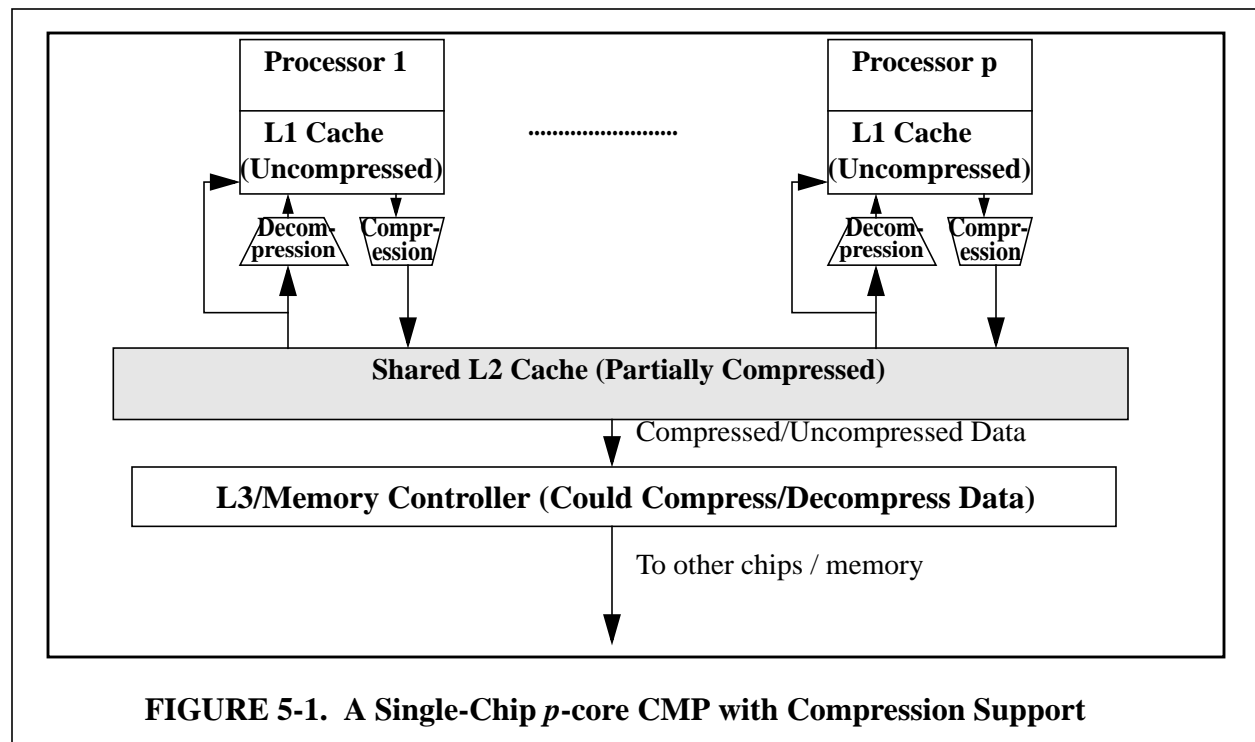 Processor 1
L1 Cache
(Uncompressed)
Decom-
pression
Compr-
ession
.........................
Processor p
L1 Cache
(Uncompressed)
Decom-
pression
Compr-
ession
Shared L2 Cache (Partially Compressed)
Compressed/Uncompressed Data
L3/Memory Controller (Could Compress/Decompress Data)
To other chips / memory
FIGURE 5-1. A Single-Chip p-core CMP with Compression Support